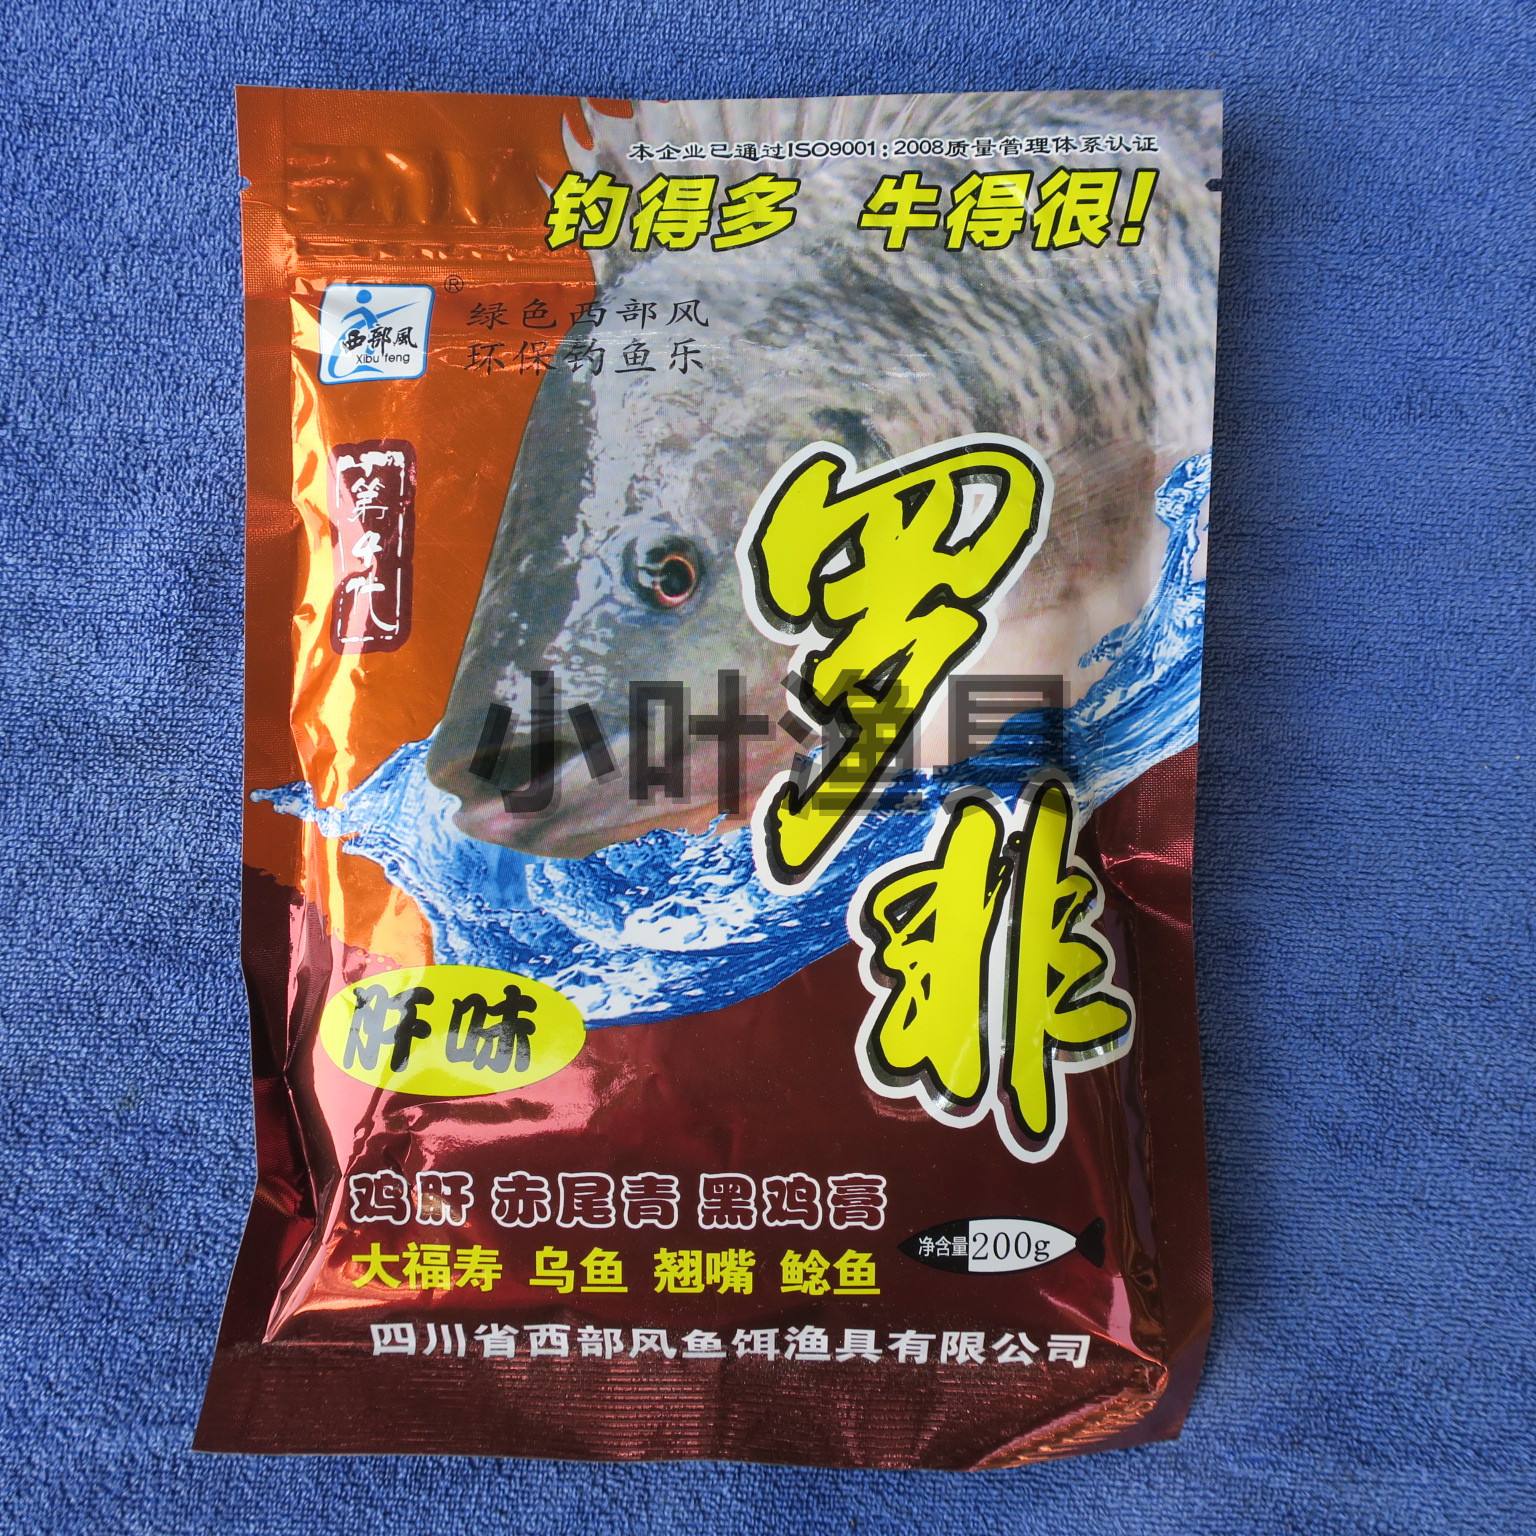 本企业已通过ISO9001:2008质量管理体系认证
钓得多 牛得很!
西部風
Xibu feng
®
绿色西部风
环保钓鱼乐
第4代
罗非
小叶渔具
肝味
鸡肝 赤尾青 黑鸡膏
大福寿 乌鱼 翘嘴 鲶鱼
净含量200g
四川省西部风鱼饵渔具有限公司